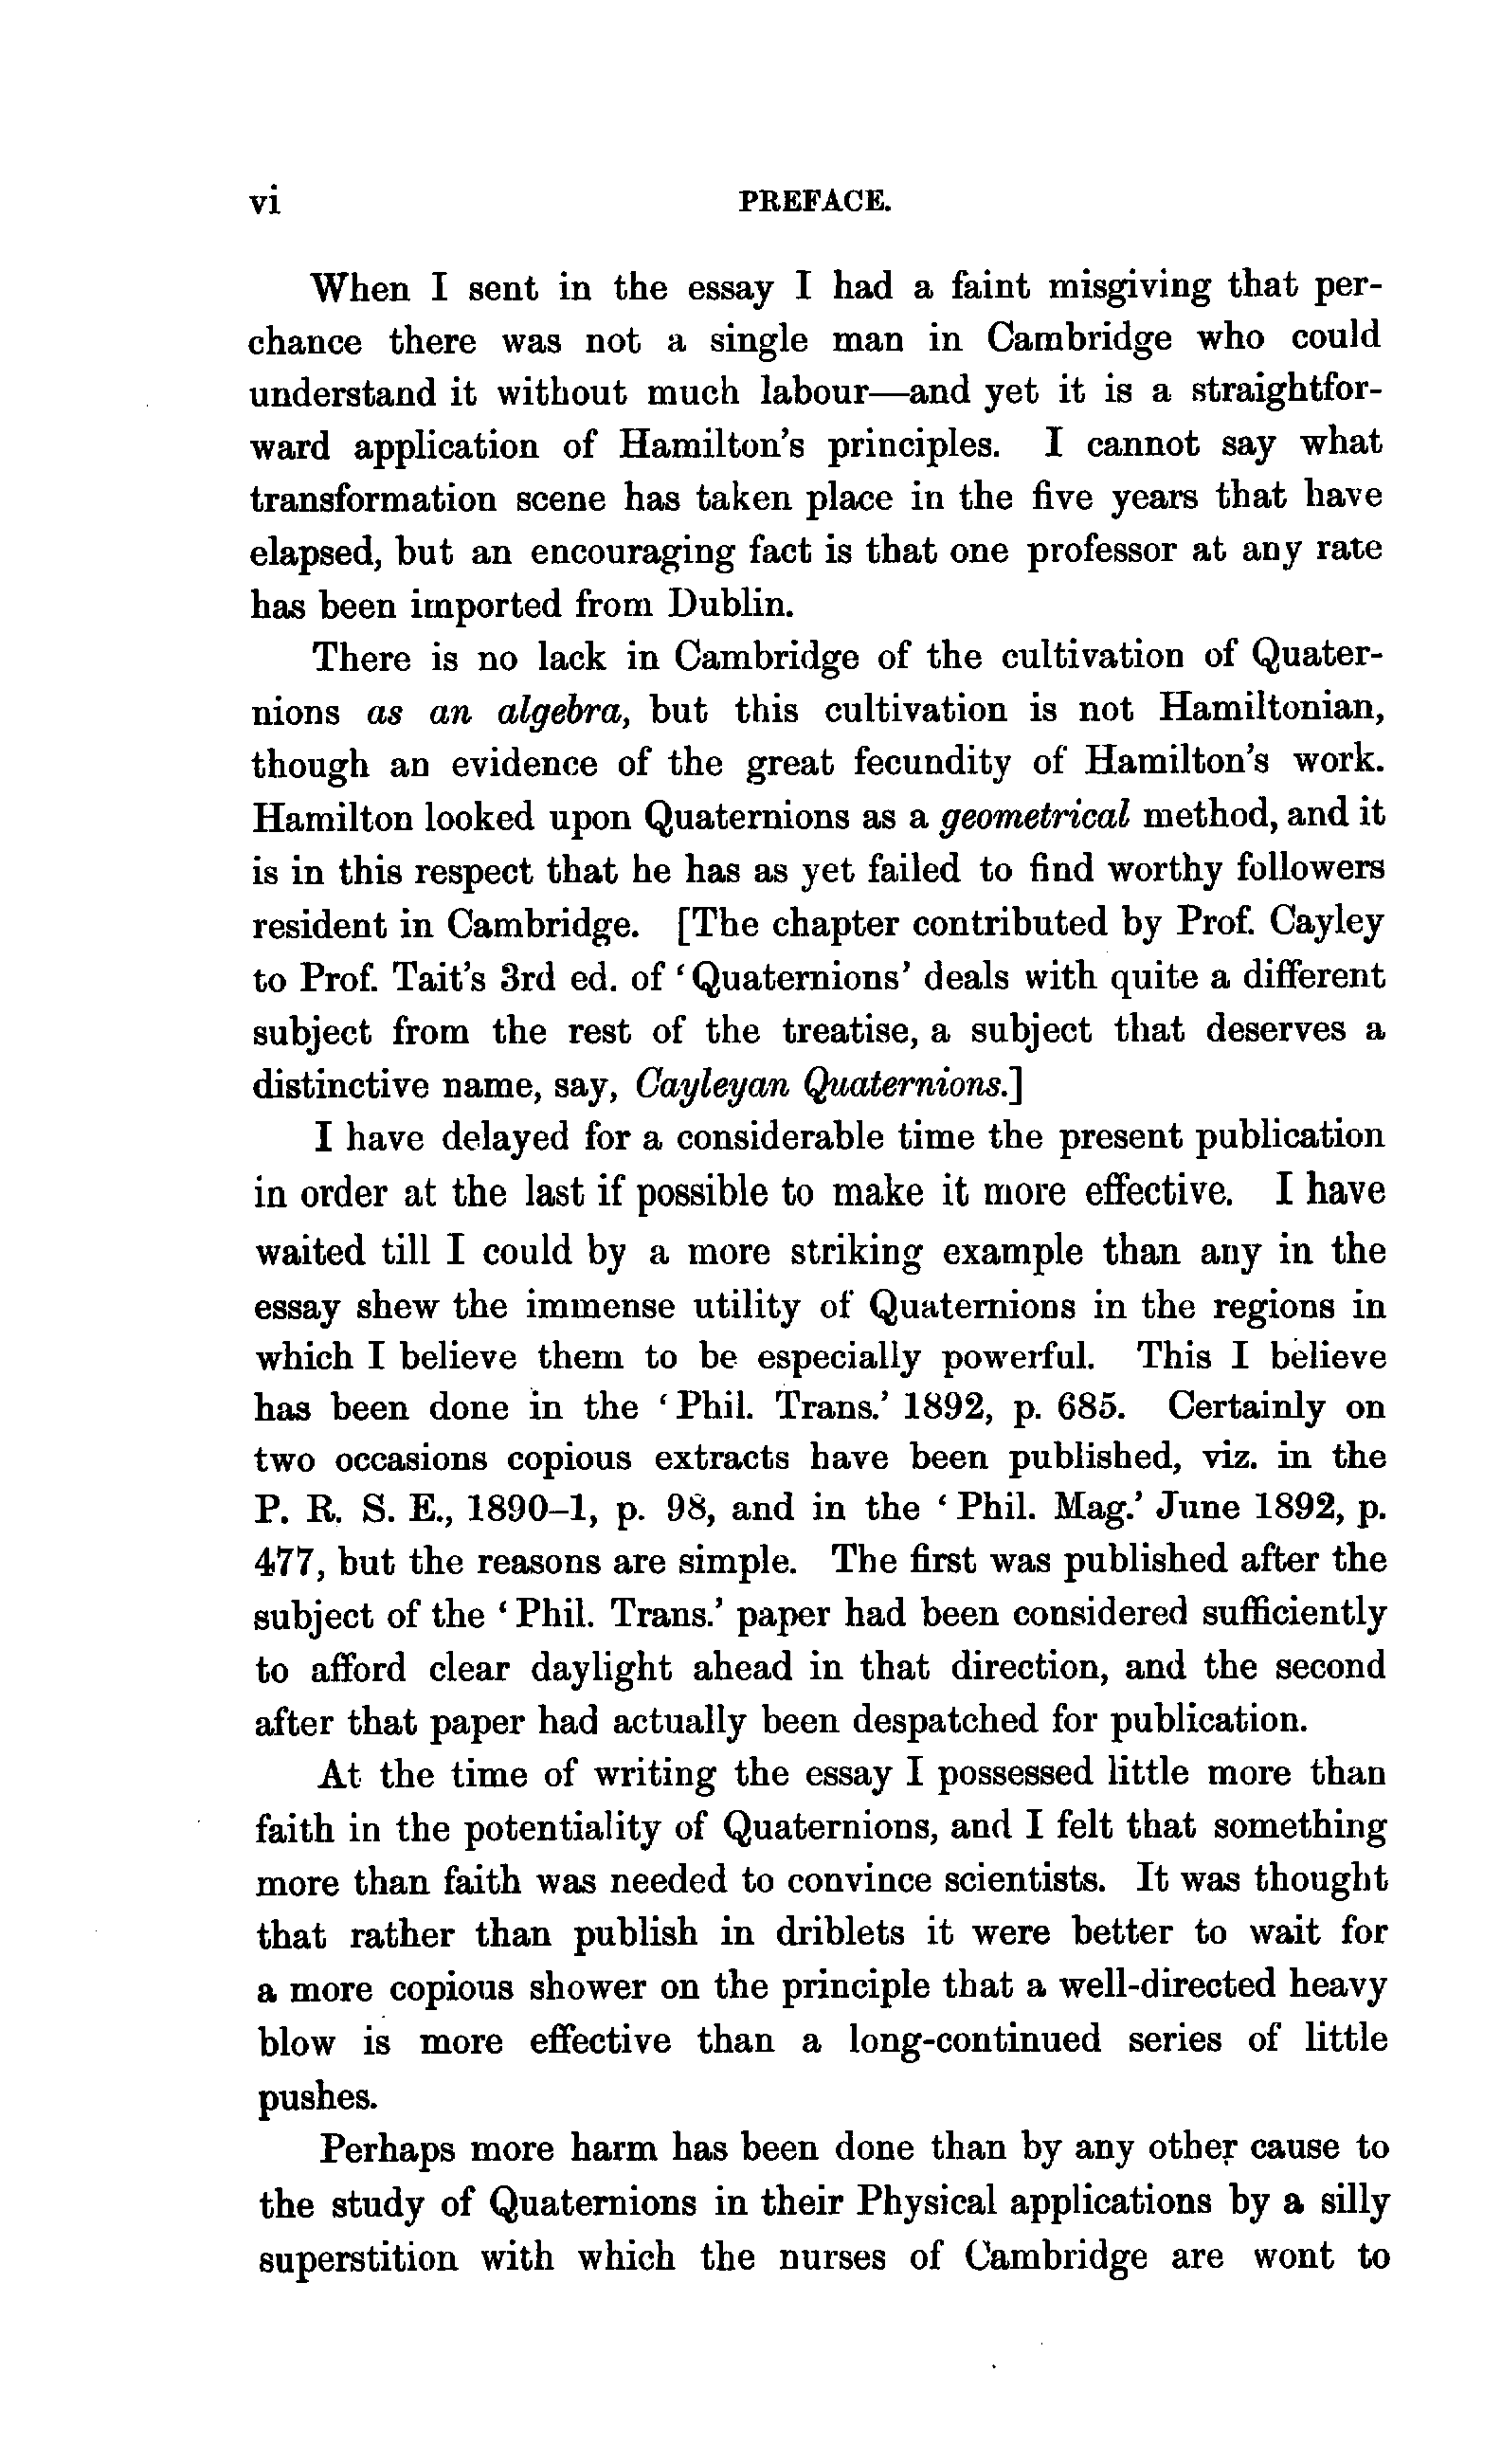 vi PREFACE.
When I sent in the essay I had a faint misgiving that per-
chance there was not a single man in Cambridge who could
understand it without much labour—and yet it is a straightfor-
ward application of Hamilton's principles. I cannot say what
transformation scene has taken place in the five years that have
elapsed, but an encouraging fact is that one professor at any rate
has been imported from Dublin.
There is no lack in Cambridge of the cultivation of Quater-
nions as an algebra, but this cultivation is not Hamiltonian,
though an evidence of the great fecundity of Hamilton's work.
Hamilton looked upon Quaternions as a geometrical method, and it
is in this respect that he has as yet failed to find worthy followers
resident in Cambridge. [The chapter contributed by Prof. Cayley
to Prof. Tait's 3rd ed. of ‘Quaternions’ deals with quite a different
subject from the rest of the treatise, a subject that deserves a
distinctive name, say, Cayleyan Quaternions.]
I have delayed for a considerable time the present publication
in order at the last if possible to make it more effective. I have
waited till I could by a more striking example than any in the
essay shew the immense utility of Quaternions in the regions in
which I believe them to be especially powerful. This I believe
has been done in the ‘Phil. Trans.’ 1892, p. 685. Certainly on
two occasions copious extracts have been published, viz. in the
P. R. S. E., 1890–1, p. 98, and in the ‘Phil. Mag.’ June 1892, p.
477, but the reasons are simple. The first was published after the
subject of the ‘Phil. Trans.’ paper had been considered sufficiently
to afford clear daylight ahead in that direction, and the second
after that paper had actually been despatched for publication.
At the time of writing the essay I possessed little more than
faith in the potentiality of Quaternions, and I felt that something
more than faith was needed to convince scientists. It was thought
that rather than publish in driblets it were better to wait for
a more copious shower on the principle that a well-directed heavy
blow is more effective than a long-continued series of little
pushes.
Perhaps more harm has been done than by any other cause to
the study of Quaternions in their Physical applications by a silly
superstition with which the nurses of Cambridge are wont to